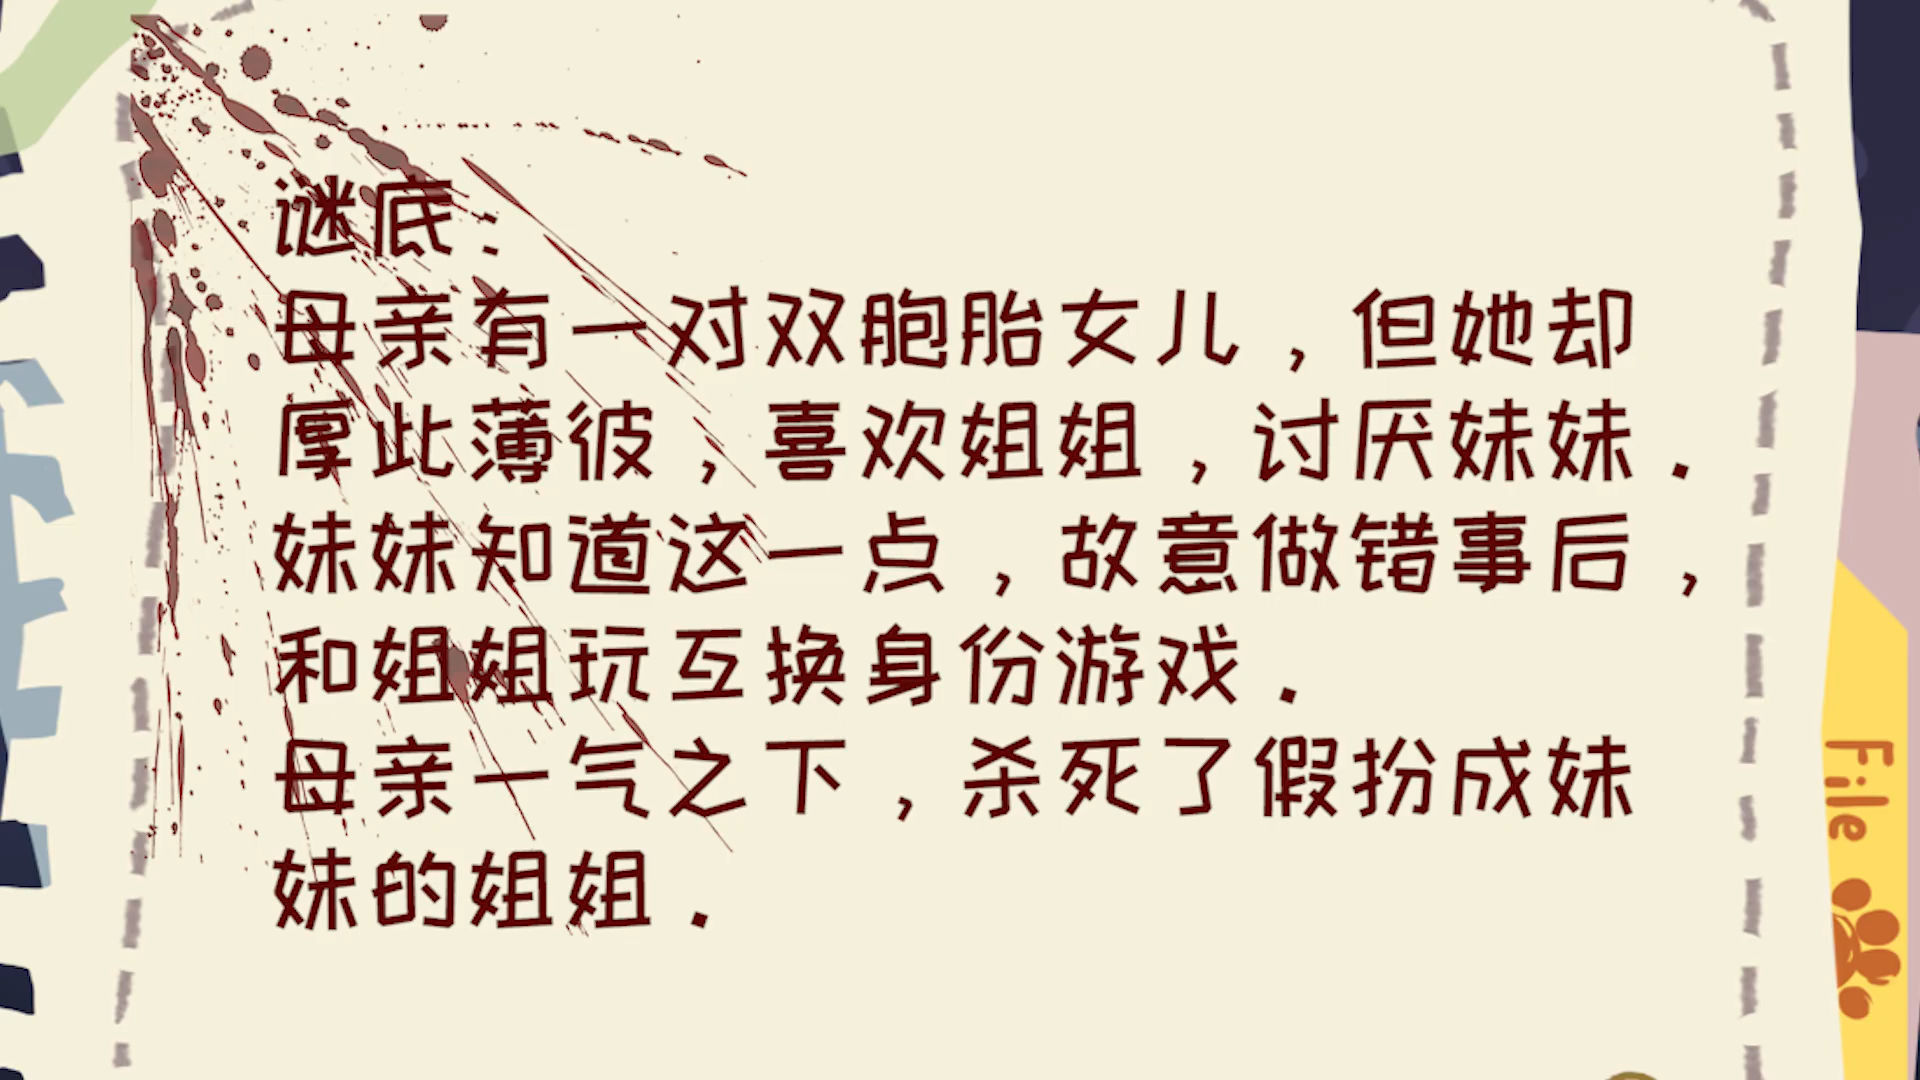 谜底：
母亲有一对双胞胎女儿，但她却
厚此薄彼，喜欢姐姐，讨厌妹妹.
妹妹知道这一点，故意做错事后，
和姐姐玩互换身份游戏.
母亲一气之下，杀死了假扮成妹
妹的姐姐.
File